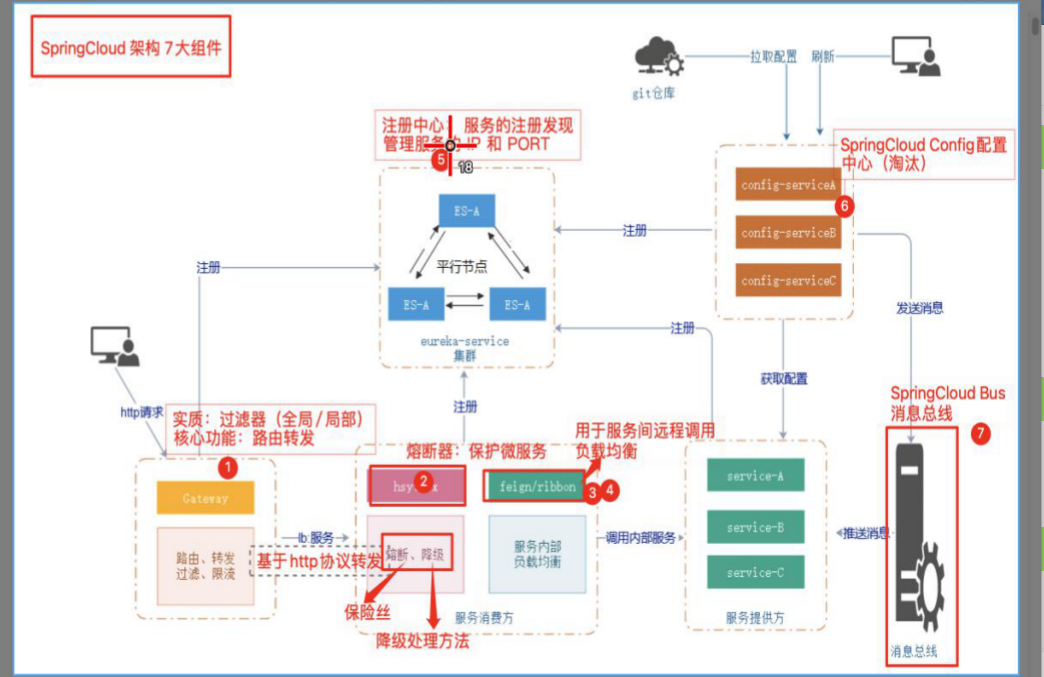 SpringCloud 架构 7大组件
拉取配置
刷新
git仓库
注册中心： 服务的注册发现
管理服务的 IP 和 PORT
5
18
SpringCloud Config配置
中心（淘汰）
config-serviceA
6
config-serviceB
config-serviceC
ES-A
平行节点
ES-A
ES-A
eureka-service
集群
注册
注册
注册
注册
发送消息
获取配置
http请求
实质：过滤器（全局/局部）
核心功能：路由转发
1
Gateway
路由、转发
过滤、限流
lb:服务
基于http协议转发
熔断器：保护微服务
2
feign/ribbon
3
4
用于服务间远程调用
负载均衡
熔断、降级
服务内部
负载均衡
保险丝
降级处理方法
服务消费方
调用内部服务
service-A
service-B
service-C
服务提供方
推送消息
SpringCloud Bus
消息总线
7
消息总线